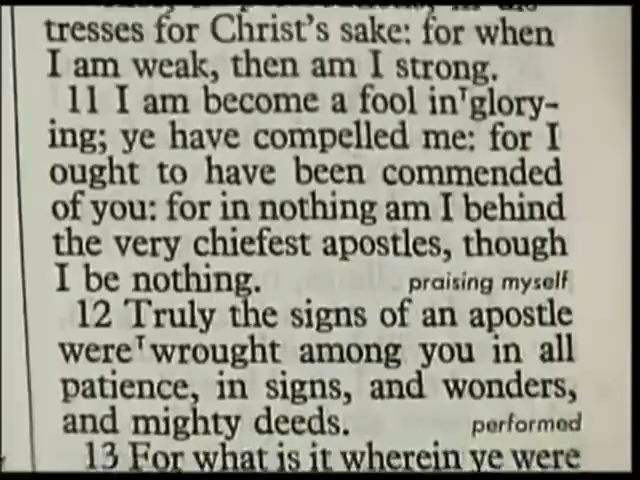 tresses for Christ's sake: for when
I am weak, then am I strong.
11 I am become a fool in ᵀglory-
ing; ye have compelled me: for I
ought to have been commended
of you: for in nothing am I behind
the very chiefest apostles, though
I be nothing. praising myself
12 Truly the signs of an apostle
were ᵀwrought among you in all
patience, in signs, and wonders,
and mighty deeds. performed
13 For what is it wherein ye were